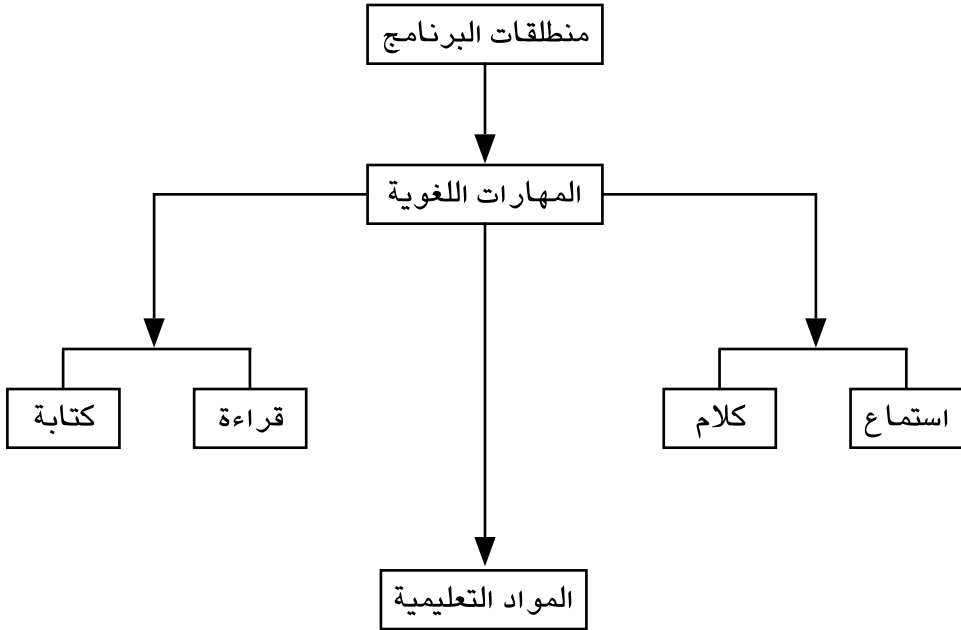 منطلقات البرنامج
المهارات اللغوية
استماع
كلام
قراءة
كتابة
المواد التعليمية